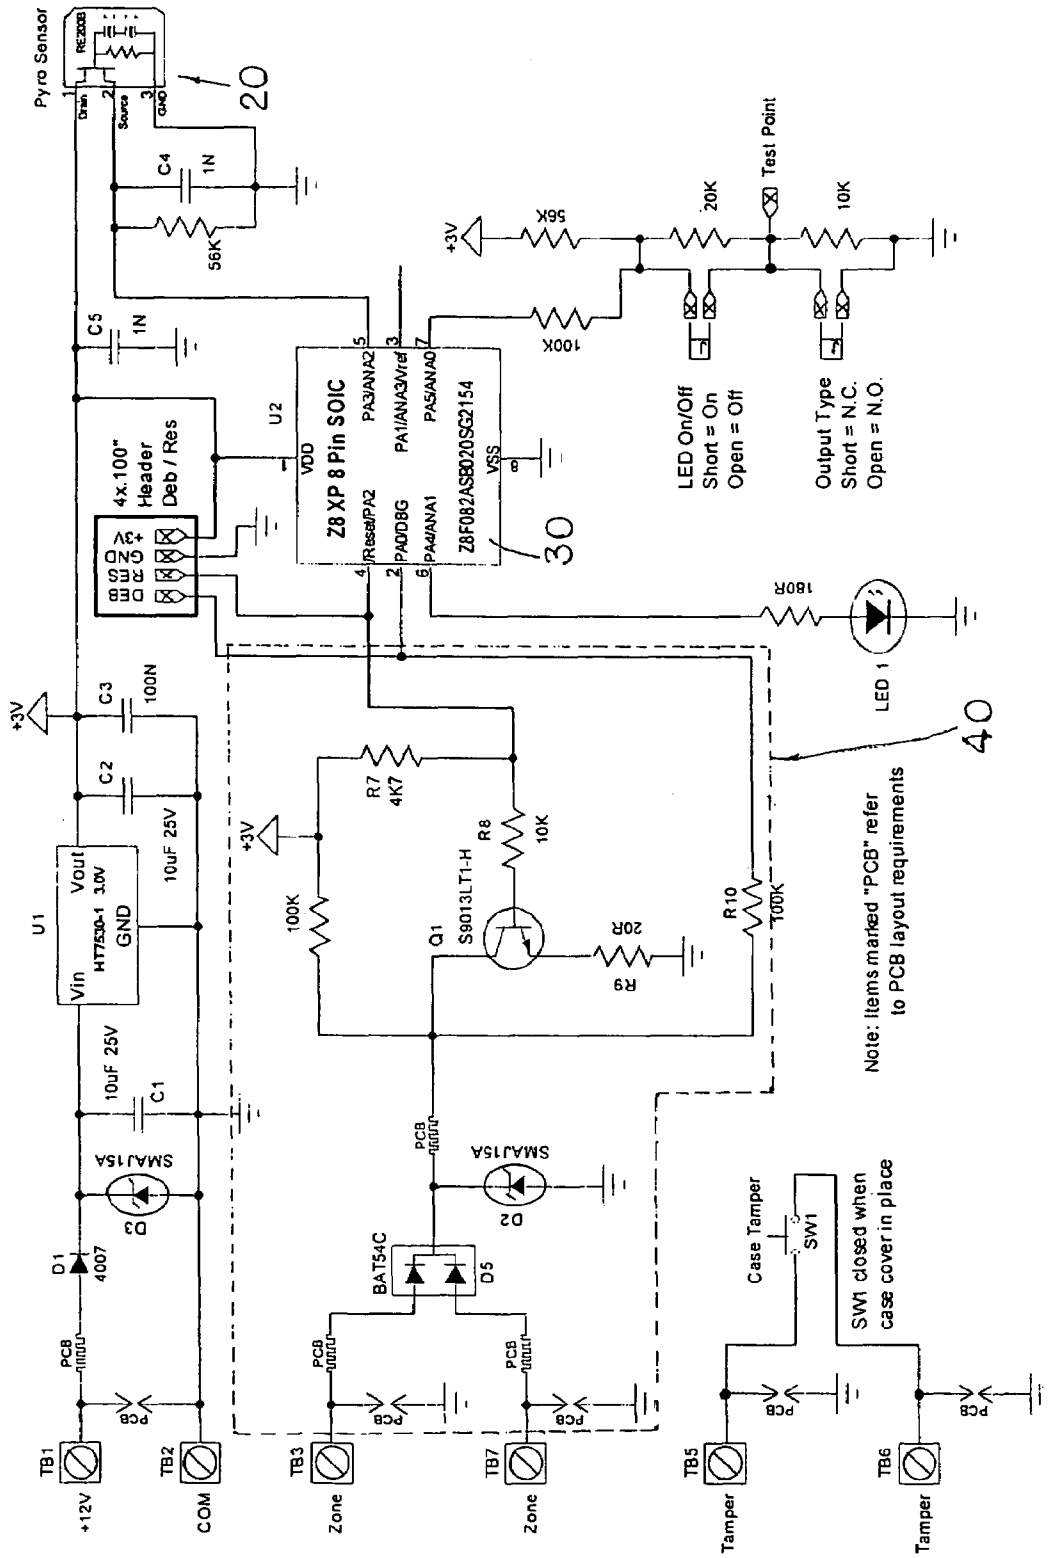 Pyro Sensor
RE200B
1
Drain
2
Source
3
GND
20
C4
1N
56K
C5
1N
4x.100"
Header
Deb / Res
+3V
GND
RES
DEB
+3V
C3
100N
C2
10uF 25V
U1
Vin
Vout
HT7530-1 3.0V
GND
10uF 25V
C1
SMAJ15A
D3
D1
4007
PCB
PCB
TB1
+12V
TB2
COM
U2
1
VDD
Z8 XP 8 Pin SOIC
5
PA3/ANA2
3
PA1/ANA3/Vref
7
PA5/ANA0
4
/Reset/PA2
2
PA0/DBG
6
PA4/ANA1
VSS
8
Z8F082ASB020SG2154
30
+3V
56K
100K
20K
Test Point
10K
LED On/Off
Short = On
Open = Off
Output Type
Short = N.C.
Open = N.O.
180R
LED 1
40
+3V
R7
4K7
100K
R8
10K
Q1
S9013LT1-H
20R
R9
R10
100K
PCB
SMAJ15A
D2
BAT54C
D5
PCB
PCB
PCB
PCB
TB3
Zone
TB7
Zone
Note: Items marked "PCB" refer
to PCB layout requirements
Case Tamper
SW1
SW1 closed when
case cover in place
PCB
PCB
TB5
Tamper
TB6
Tamper